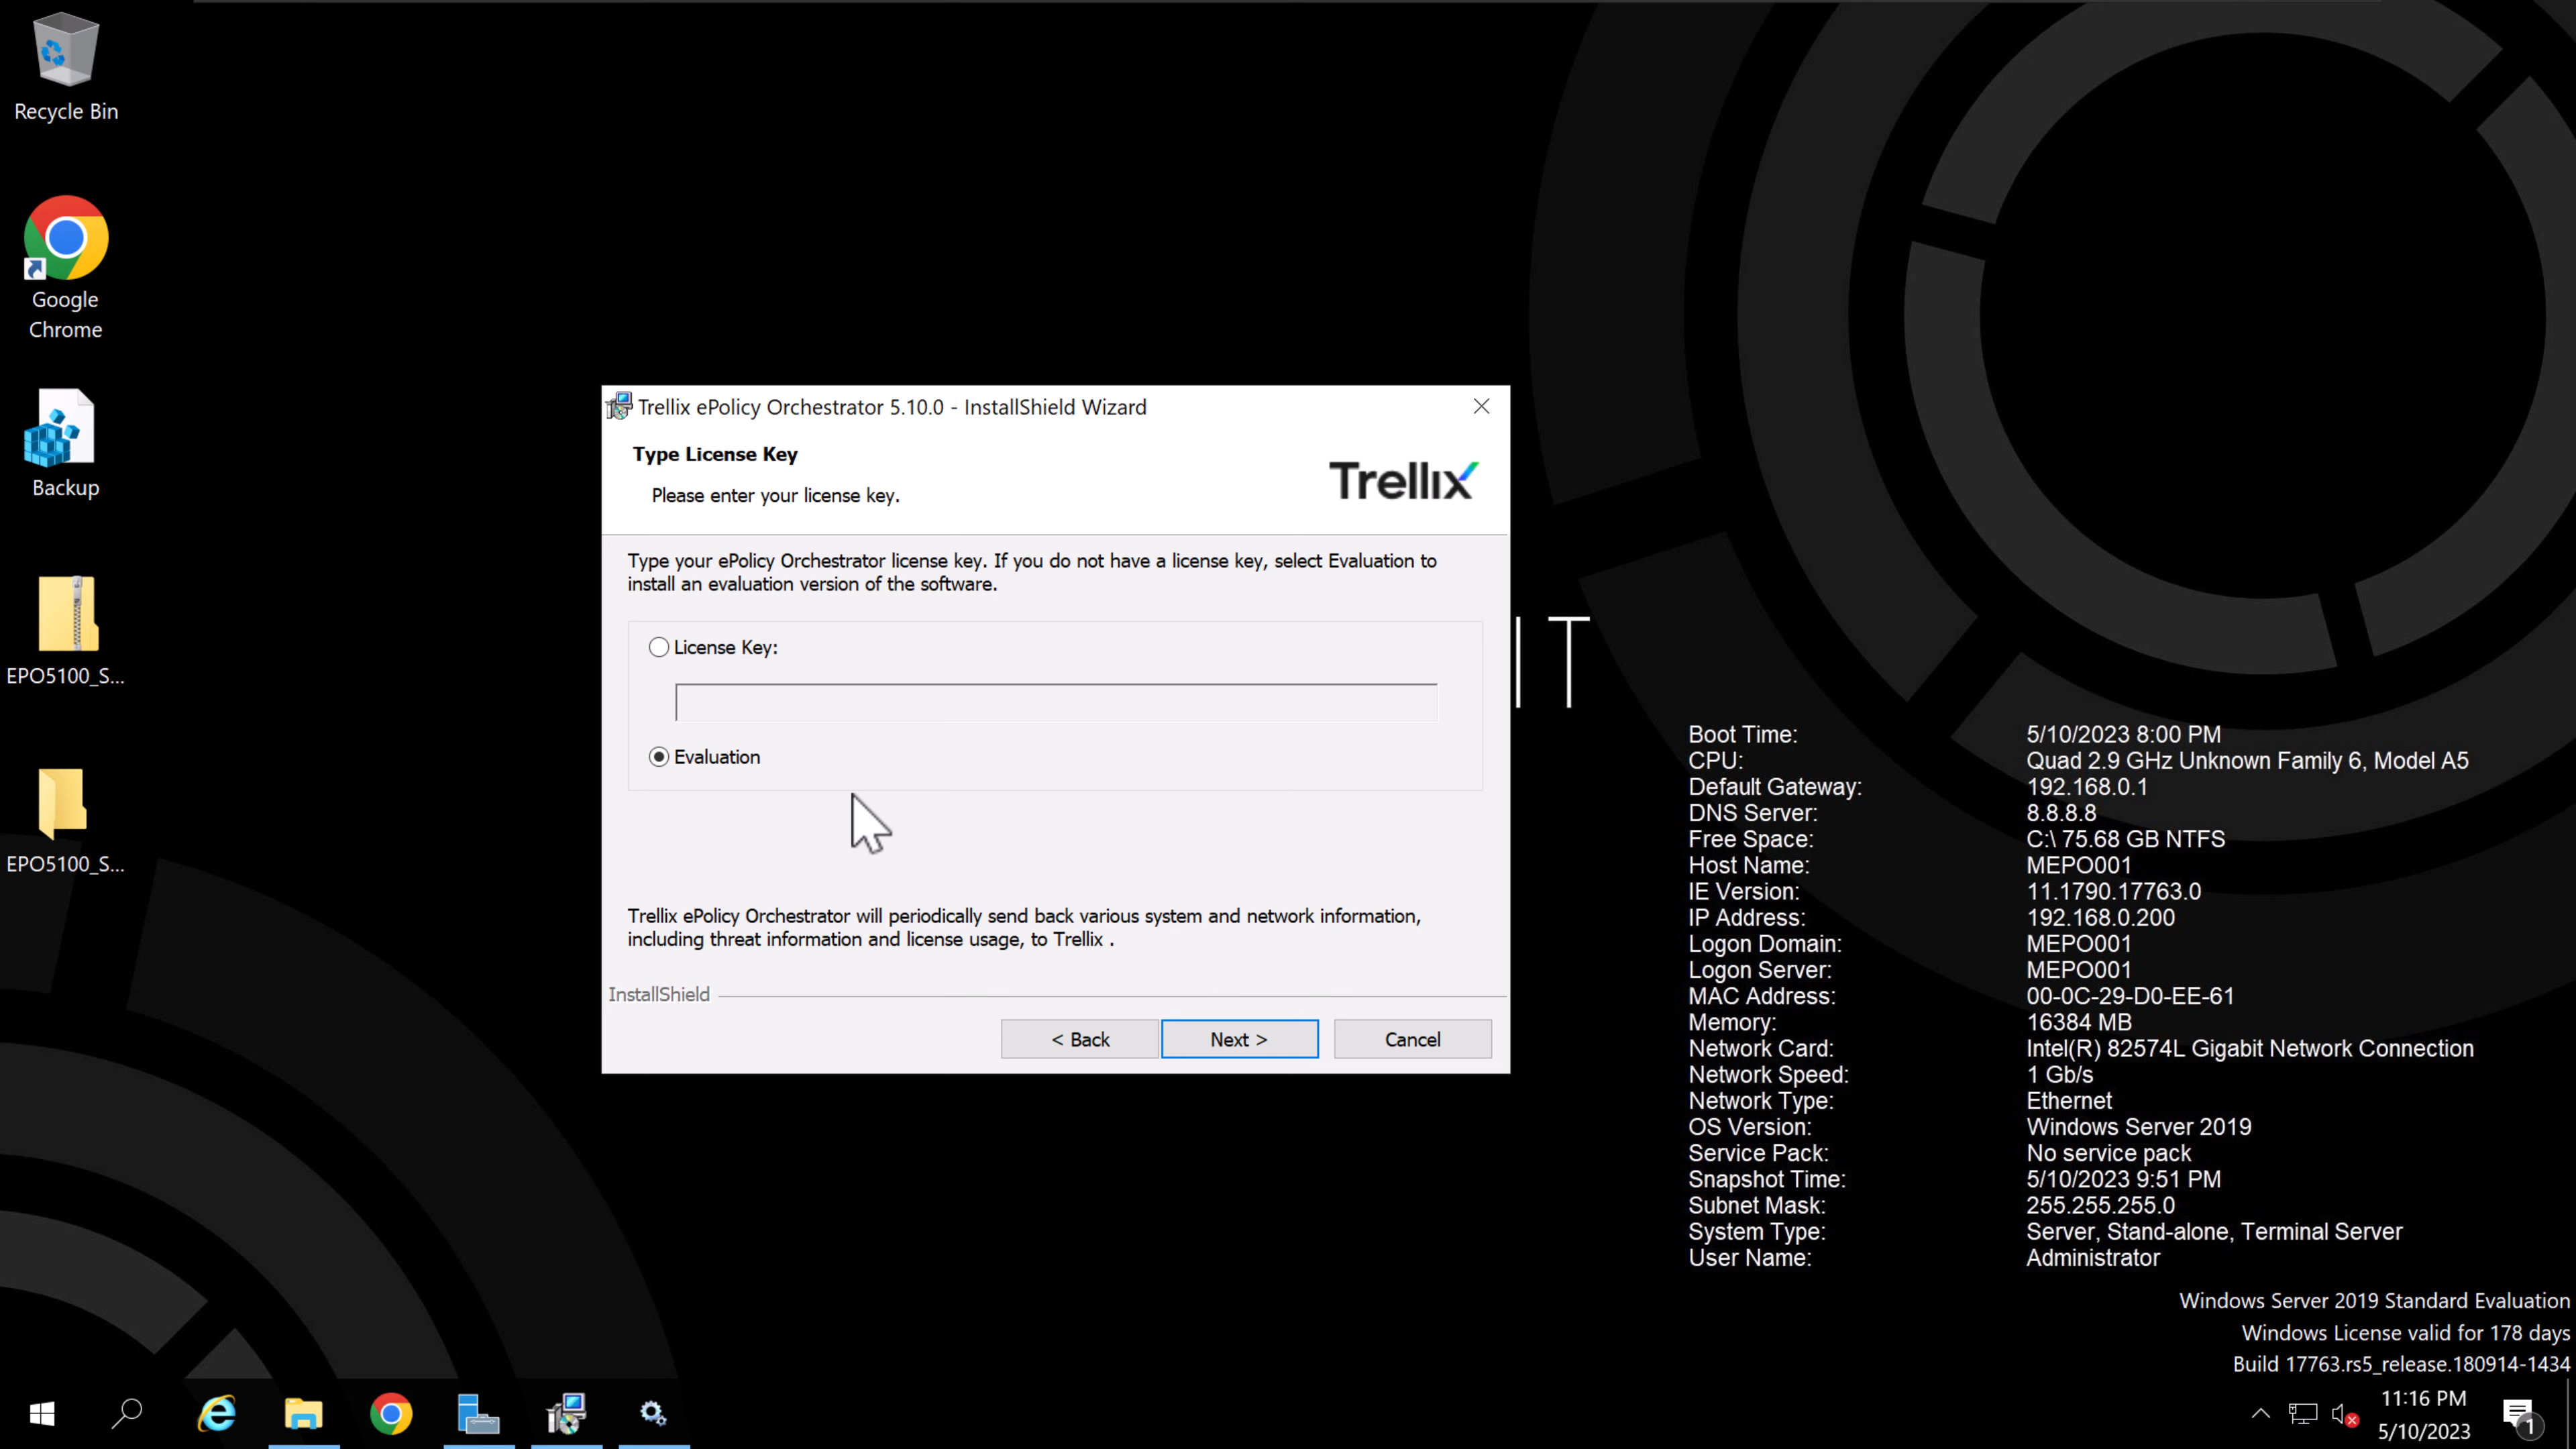 Recycle Bin
Google
Chrome
Backup
EPO5100_S...
EPO5100_S...
Trellix ePolicy Orchestrator 5.10.0 - InstallShield Wizard
Type License Key
Please enter your license key.
Trellix
Type your ePolicy Orchestrator license key. If you do not have a license key, select Evaluation to
install an evaluation version of the software.
License Key:
Evaluation
Trellix ePolicy Orchestrator will periodically send back various system and network information,
including threat information and license usage, to Trellix .
InstallShield
< Back
Next >
Cancel
IT
Boot Time: 5/10/2023 8:00 PM
CPU: Quad 2.9 GHz Unknown Family 6, Model A5
Default Gateway: 192.168.0.1
DNS Server: 8.8.8.8
Free Space: C:\ 75.68 GB NTFS
Host Name: MEPO001
IE Version: 11.1790.17763.0
IP Address: 192.168.0.200
Logon Domain: MEPO001
Logon Server: MEPO001
MAC Address: 00-0C-29-D0-EE-61
Memory: 16384 MB
Network Card: Intel(R) 82574L Gigabit Network Connection
Network Speed: 1 Gb/s
Network Type: Ethernet
OS Version: Windows Server 2019
Service Pack: No service pack
Snapshot Time: 5/10/2023 9:51 PM
Subnet Mask: 255.255.255.0
System Type: Server, Stand-alone, Terminal Server
User Name: Administrator
Windows Server 2019 Standard Evaluation
Windows License valid for 178 days
Build 17763.rs5_release.180914-1434
11:16 PM
5/10/2023
1